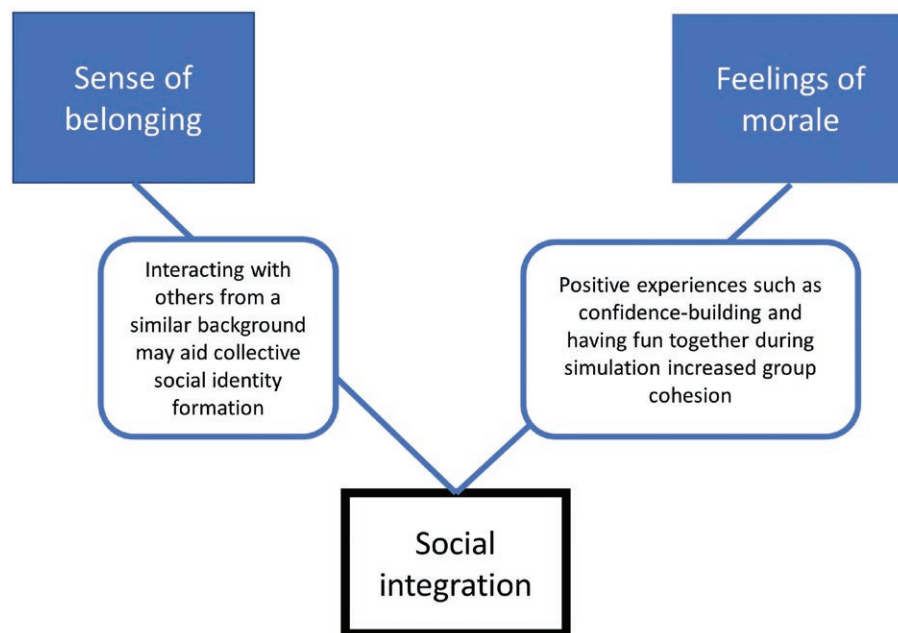 Sense of
belonging
Feelings of
morale
Interacting with
others from a
similar background
may aid collective
social identity
formation
Positive experiences such as
confidence-building and
having fun together during
simulation increased group
cohesion
Social
integration